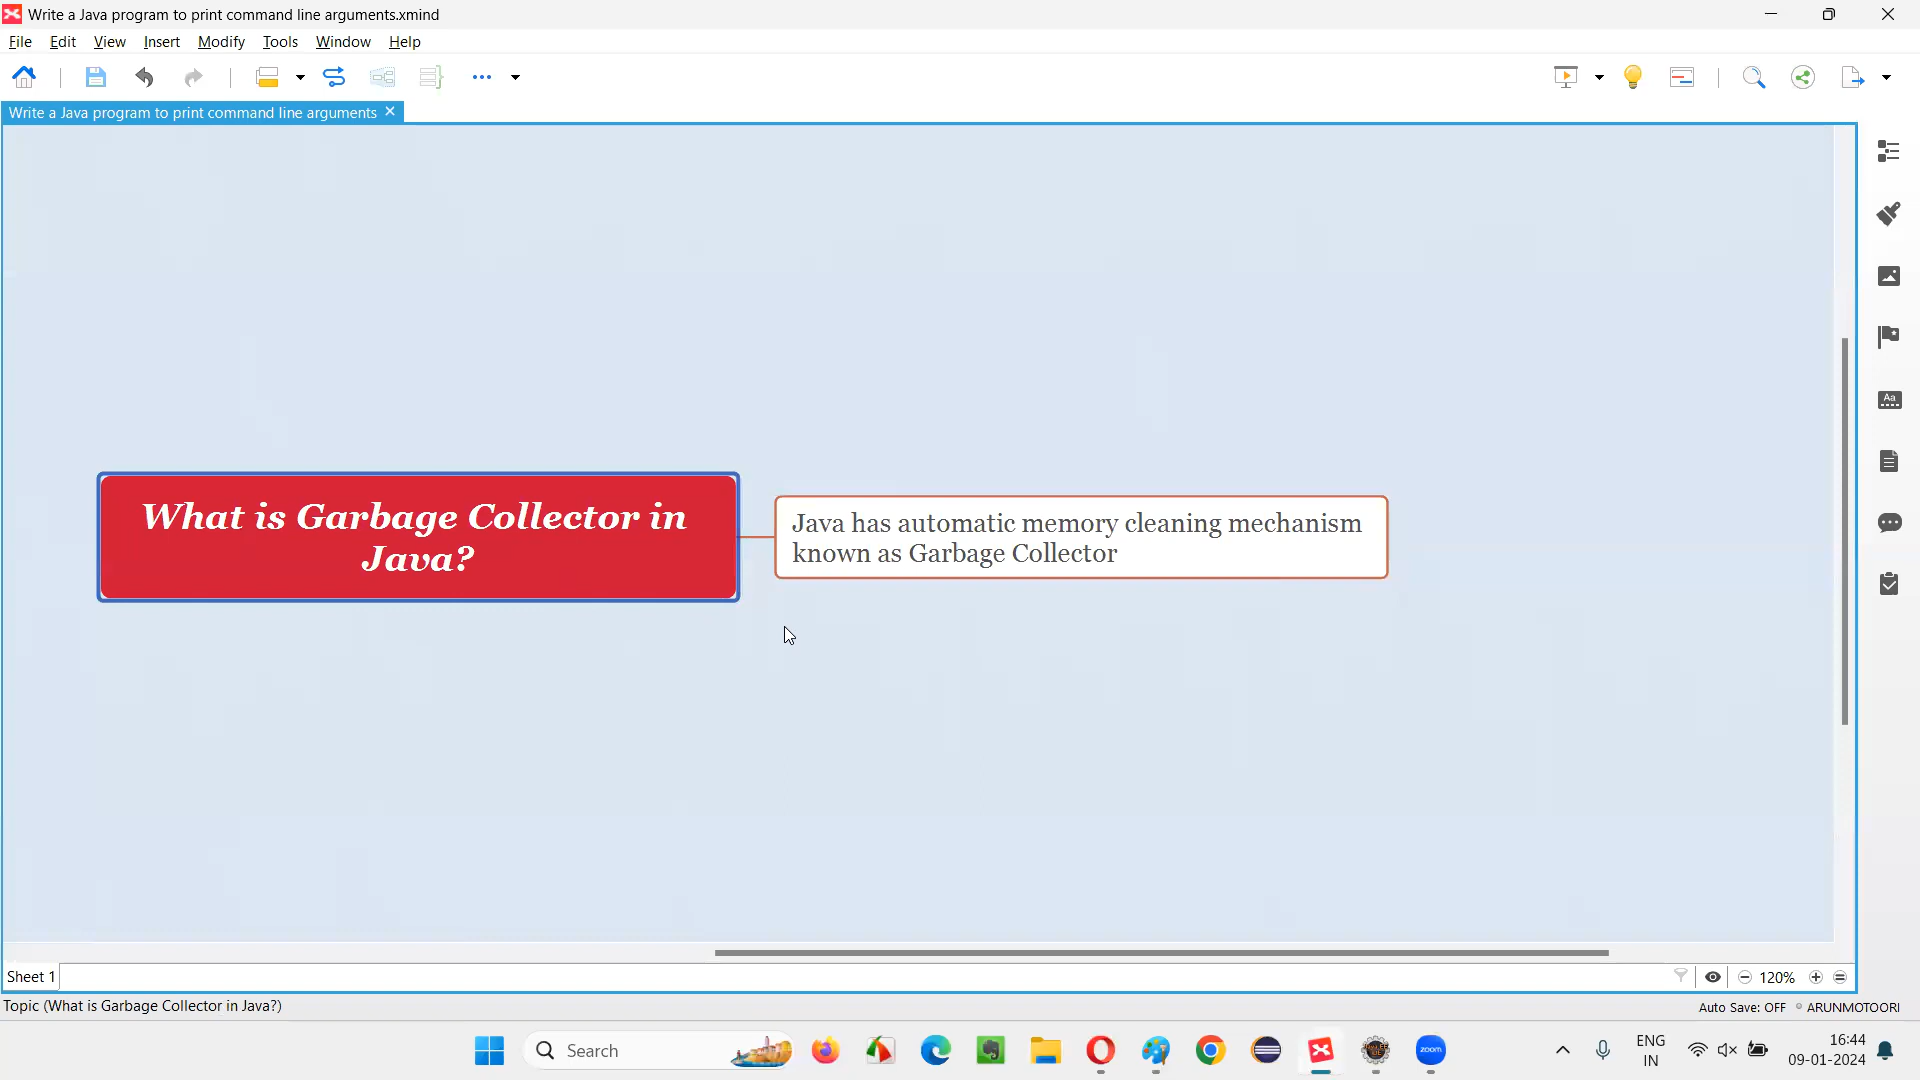 Write a Java program to print command line arguments.xmind
File Edit View Insert Modify Tools Window Help
Write a Java program to print command line arguments
What is Garbage Collector in
Java?
Java has automatic memory cleaning mechanism
known as Garbage Collector
Aa
Sheet 1
120%
Topic (What is Garbage Collector in Java?)
Auto Save: OFF ARUNMOTOORI
Search
zoom
ENG
IN
16:44
09-01-2024